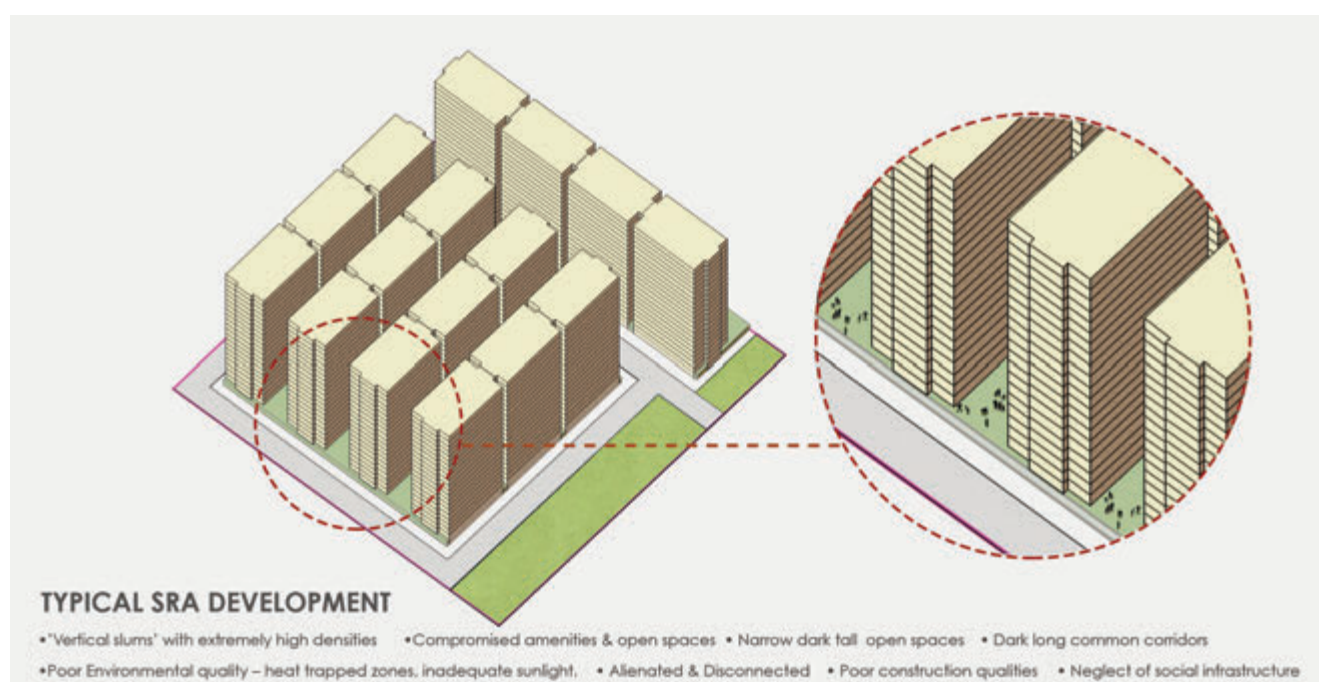 TYPICAL SRA DEVELOPMENT
•'Vertical slums' with extremely high densities •Compromised amenities & open spaces • Narrow dark tall open spaces • Dark long common corridors
•Poor Environmental quality – heat trapped zones, inadequate sunlight, • Alienated & Disconnected • Poor construction qualities • Neglect of social infrastructure